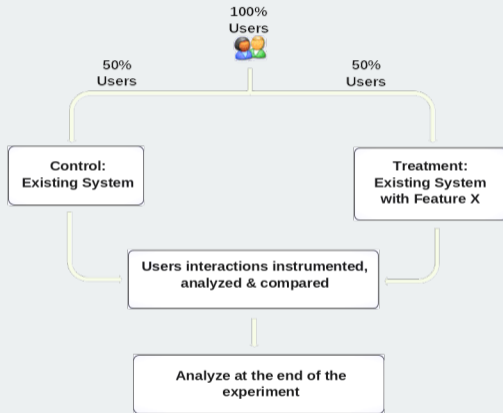 100%
Users
50%
Users
50%
Users
Control:
Existing System
Treatment:
Existing System
with Feature X
Users interactions instrumented,
analyzed & compared
Analyze at the end of the
experiment